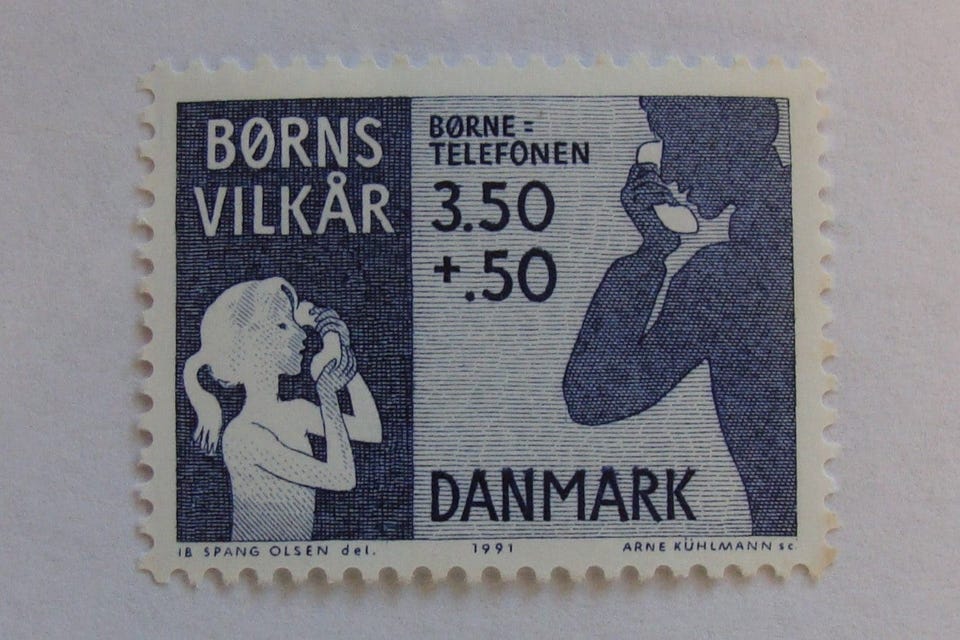 BØRNS
VILKÅR
BØRNE=
TELEFONEN
3.50
+.50
DANMARK
IB SPANG OLSEN del.
1991
ARNE KÜHLMANN sc